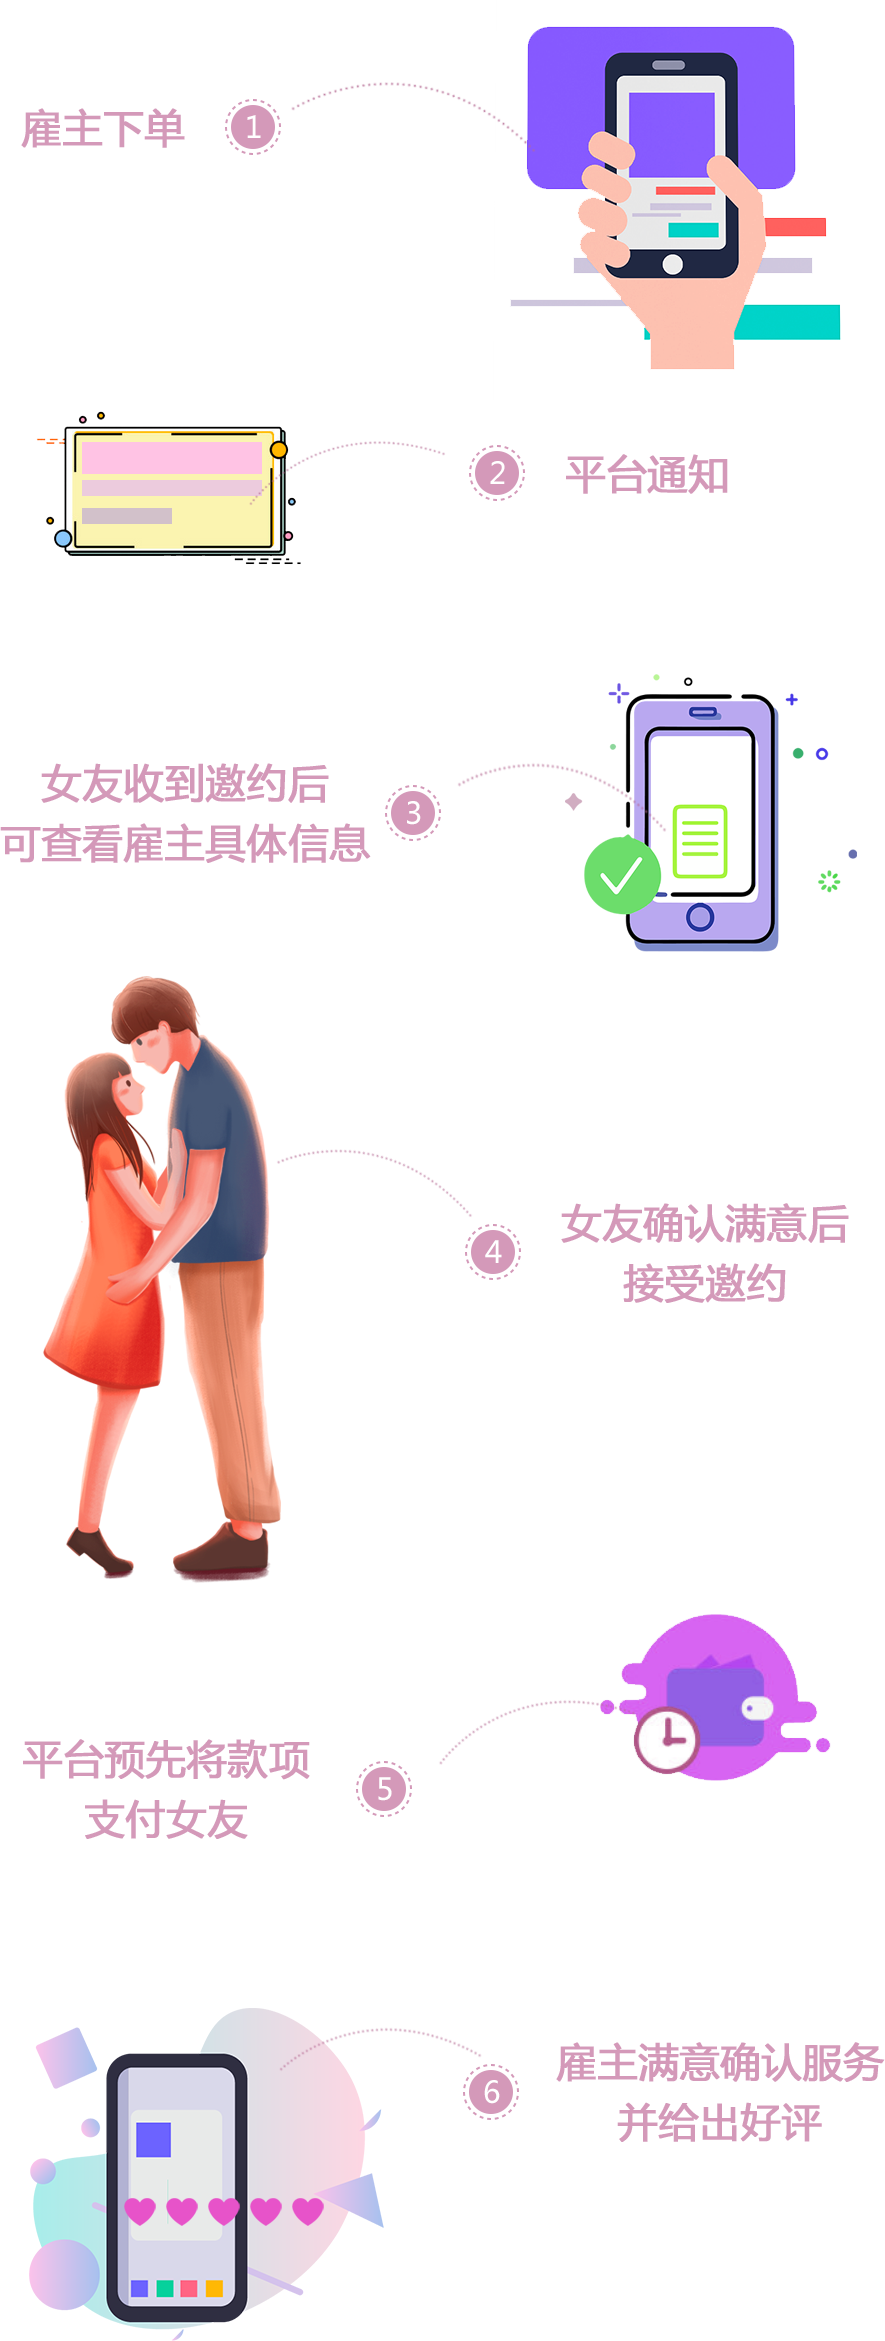 雇主下单
1
2
平台通知
女友收到邀约后
可查看雇主具体信息
3
4
女友确认满意后
接受邀约
平台预先将款项
支付女友
5
6
雇主满意确认服务
并给出好评